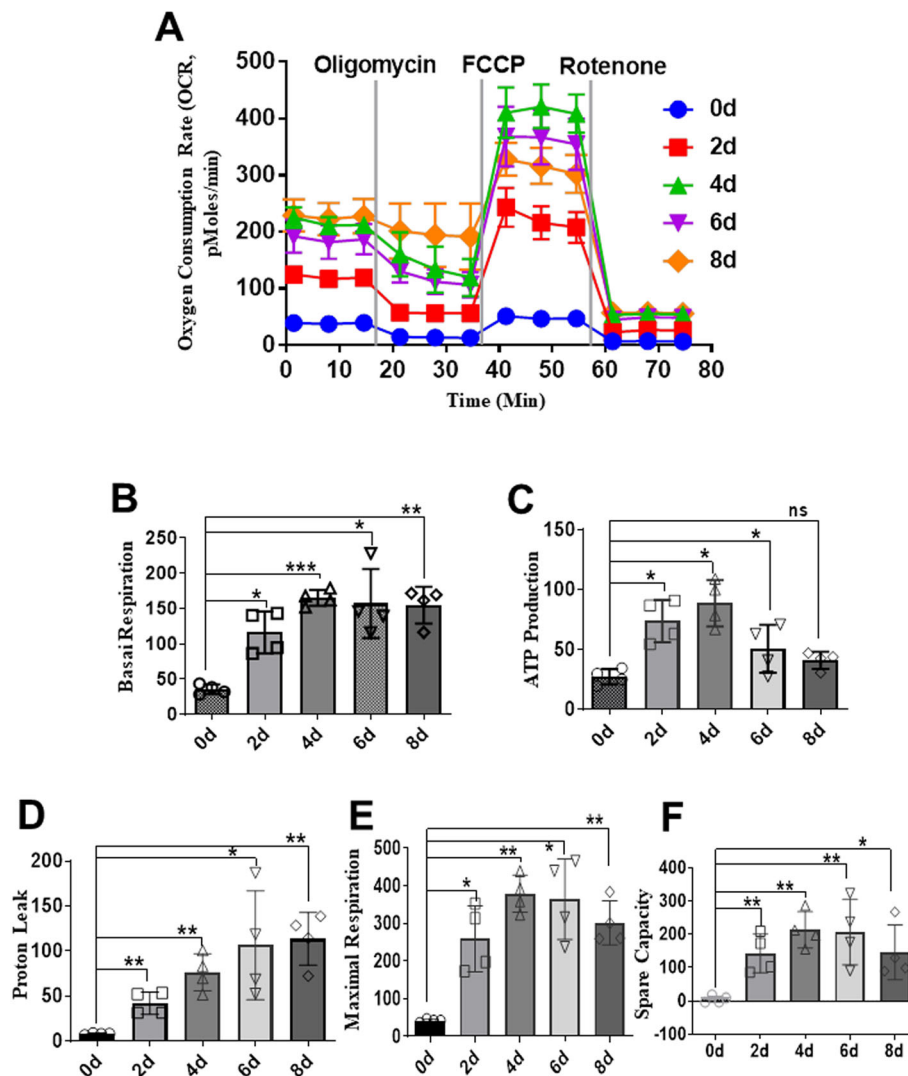 A
Oxygen Consumption Rate (OCR,
pMoles/min)
500
400
300
200
100
0
Oligomycin FCCP Rotenone
0d
2d
4d
6d
8d
0 10 20 30 40 50 60 70 80
Time (Min)
B
Basai Respiration
250
200
150
100
50
0
**
*
***
*
0d 2d 4d 6d 8d
C
ATP Production
150
100
50
0
ns
*
*
*
0d 2d 4d 6d 8d
D
Proton Leak
200
150
100
50
0
**
*
**
**
0d 2d 4d 6d 8d
E
Maximal Respiration
500
400
300
200
100
0
**
*
**
*
0d 2d 4d 6d 8d
F
Spare Capacity
400
300
200
100
0
-100
*
**
**
**
0d 2d 4d 6d 8d